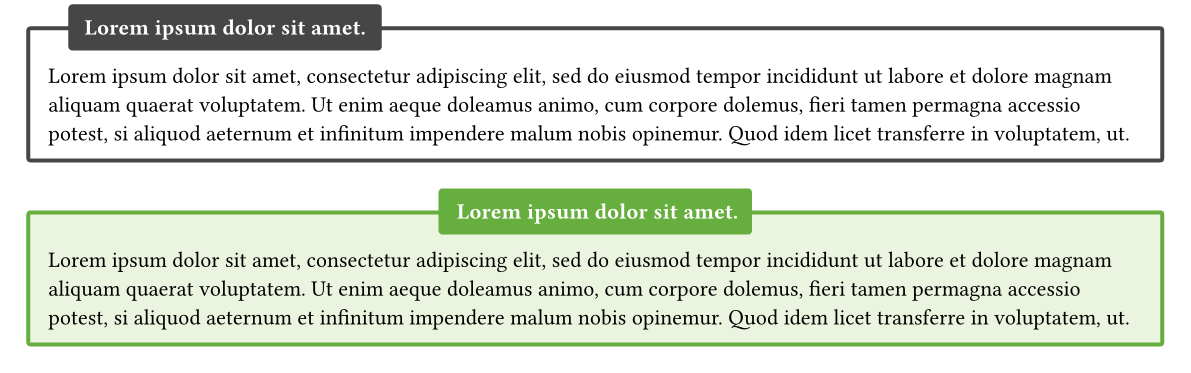 Lorem ipsum dolor sit amet.
Lorem ipsum dolor sit amet, consectetur adipiscing elit, sed do eiusmod tempor incididunt ut labore et dolore magnam
aliquam quaerat voluptatem. Ut enim aeque doleamus animo, cum corpore dolemus, fieri tamen permagna accessio
potest, si aliquod aeternum et infinitum impendere malum nobis opinemur. Quod idem licet transferre in voluptatem, ut.
Lorem ipsum dolor sit amet.
Lorem ipsum dolor sit amet, consectetur adipiscing elit, sed do eiusmod tempor incididunt ut labore et dolore magnam
aliquam quaerat voluptatem. Ut enim aeque doleamus animo, cum corpore dolemus, fieri tamen permagna accessio
potest, si aliquod aeternum et infinitum impendere malum nobis opinemur. Quod idem licet transferre in voluptatem, ut.